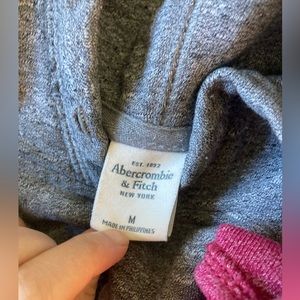 EST. 1892
Abercrombie
& Fitch
NEW YORK
M
MADE IN PHILIPPINES